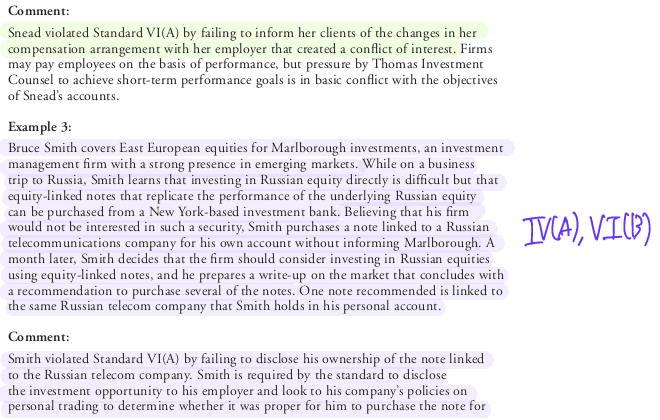 Comment:
Snead violated Standard VI(A) by failing to inform her clients of the changes in her
compensation arrangement with her employer that created a conflict of interest. Firms
may pay employees on the basis of performance, but pressure by Thomas Investment
Counsel to achieve short-term performance goals is in basic conflict with the objectives
of Snead's accounts.
Example 3:
Bruce Smith covers East European equities for Marlborough investments, an investment
management firm with a strong presence in emerging markets. While on a business
trip to Russia, Smith learns that investing in Russian equity directly is difficult but that
equity-linked notes that replicate the performance of the underlying Russian equity
can be purchased from a New York-based investment bank. Believing that his firm
would not be interested in such a security, Smith purchases a note linked to a Russian
telecommunications company for his own account without informing Marlborough. A
month later, Smith decides that the firm should consider investing in Russian equities
using equity-linked notes, and he prepares a write-up on the market that concludes with
a recommendation to purchase several of the notes. One note recommended is linked to
the same Russian telecom company that Smith holds in his personal account.
IV(A), VI(B)
Comment:
Smith violated Standard VI(A) by failing to disclose his ownership of the note linked
to the Russian telecom company. Smith is required by the standard to disclose
the investment opportunity to his employer and look to his company's policies on
personal trading to determine whether it was proper for him to purchase the note for